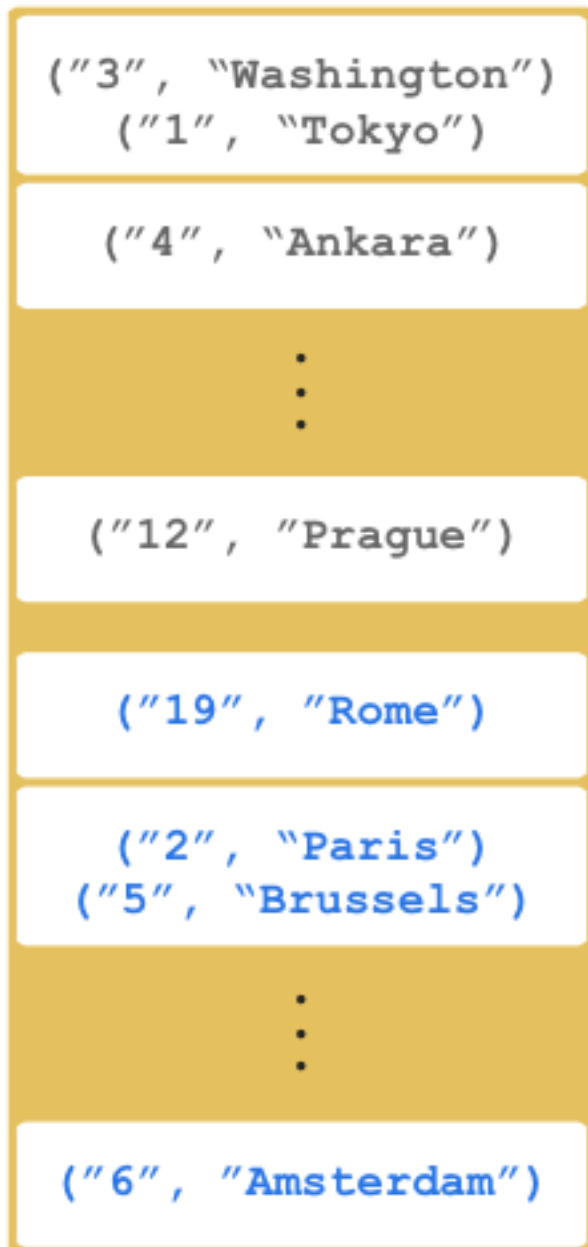 (”3”, “Washington”)
(”1”, “Tokyo”)
(”4”, “Ankara”)
(”12”, ”Prague”)
(”19”, ”Rome”)
(”2”, “Paris”)
(”5”, “Brussels”)
(”6”, ”Amsterdam”)